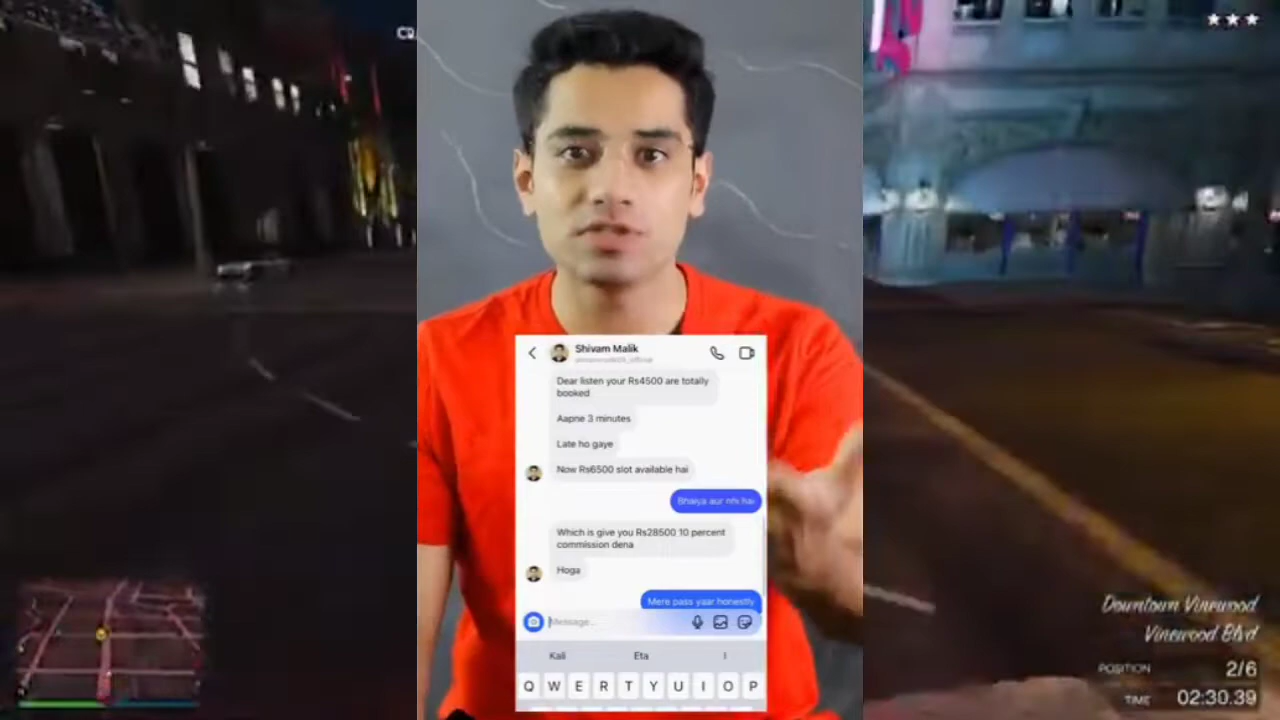 Shivam Malik
Dear listen your Rs4500 are totally
booked
Aapne 3 minutes
Late ho gaye
Now Rs6500 slot available hai
Bhaiya aur nhi hai
Which is give you Rs28500 10 percent
commission dena
Hoga
Mere pass yaar honestly
Message...
Kali Eta I
Q W E R T Y U I O P
Downtown Vinewood
Vinewood Blvd
POSITION 2/6
TIME 02:30.39